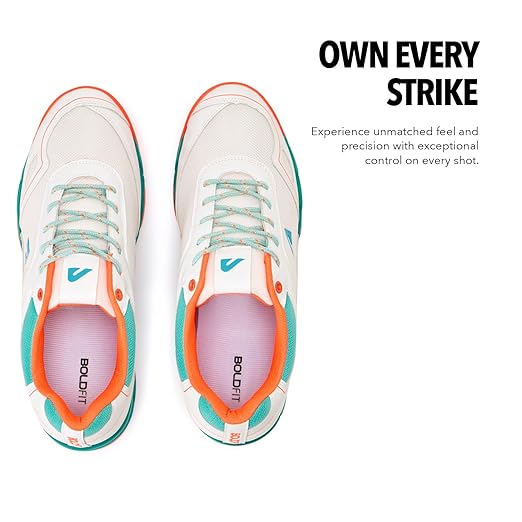 OWN EVERY
STRIKE
Experience unmatched feel and
precision with exceptional
control on every shot.
BOLDFIT
BOLDFIT